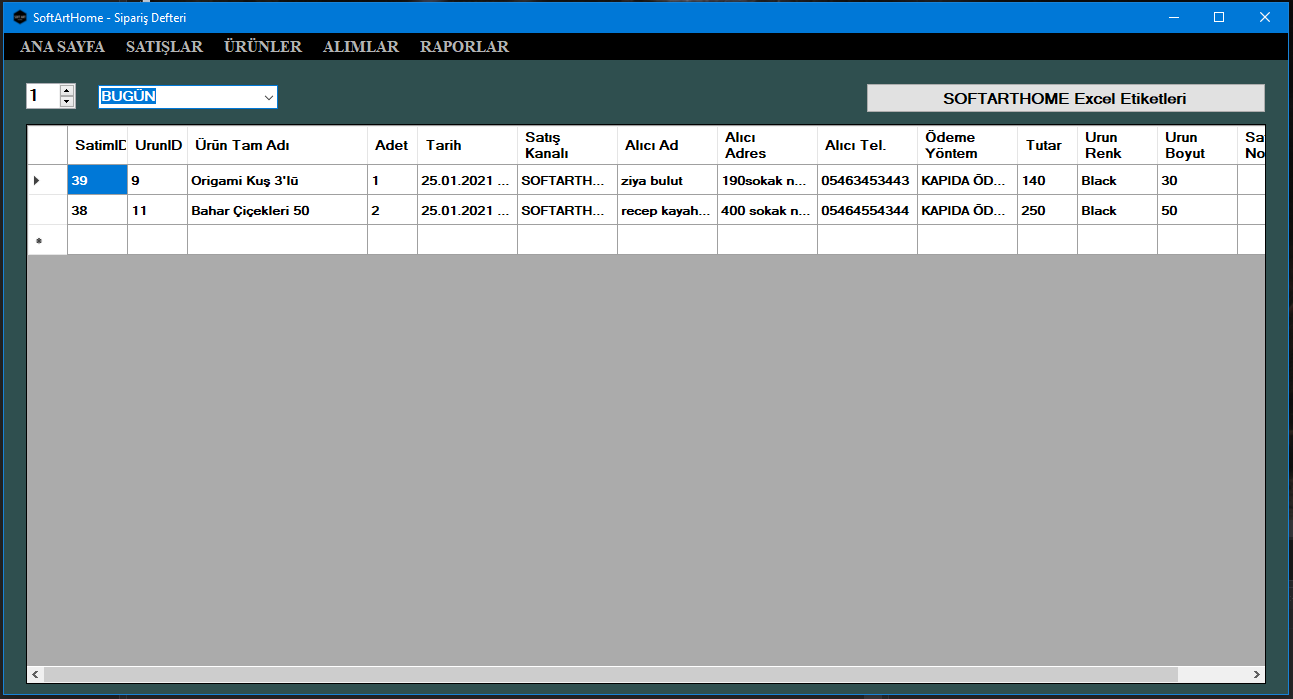 SoftArtHome - Sipariş Defteri
ANA SAYFA SATIŞLAR ÜRÜNLER ALIMLAR RAPORLAR
1 BUGÜN SOFTARTHOME Excel Etiketleri
SatimID UrunID Ürün Tam Adı Adet Tarih Satış Kanalı Alıcı Ad Alıcı Adres Alıcı Tel. Ödeme Yöntem Tutar Urun Renk Urun Boyut Sa No
39 9 Origami Kuş 3'lü 1 25.01.2021 ... SOFTARTH... ziya bulut 190sokak n... 05463453443 KAPIDA ÖD... 140 Black 30
38 11 Bahar Çiçekleri 50 2 25.01.2021 ... SOFTARTH... recep kayah... 400 sokak n... 05464554344 KAPIDA ÖD... 250 Black 50